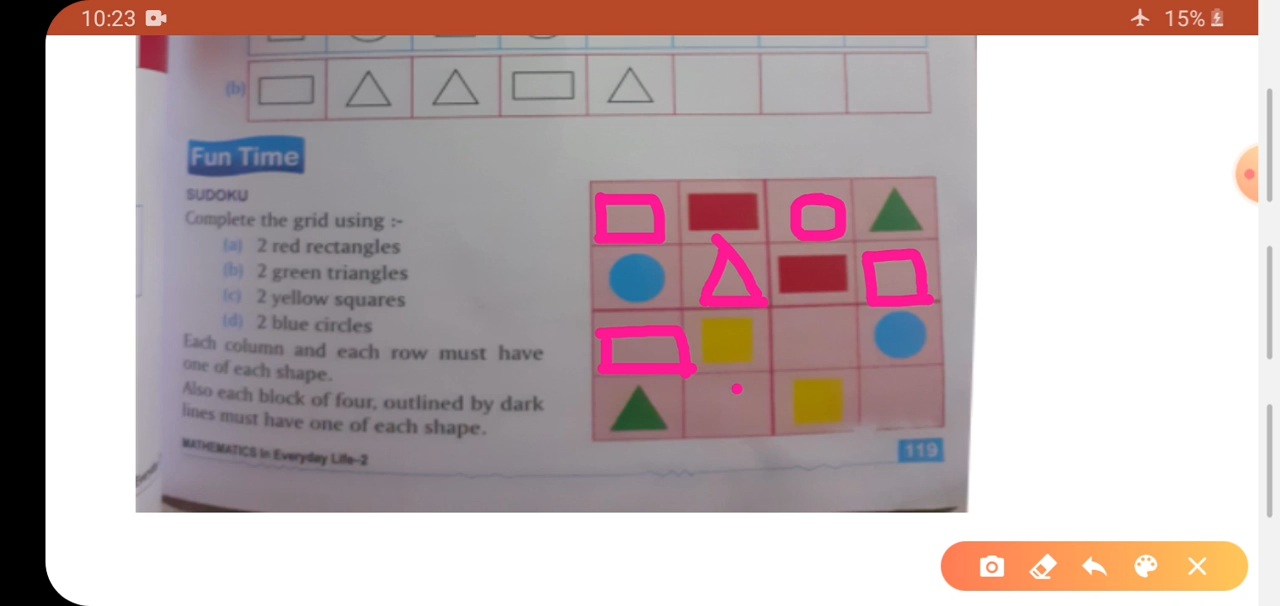 10:23
15%
(b)
Fun Time
SUDOKU
Complete the grid using :-
(a) 2 red rectangles
(b) 2 green triangles
(c) 2 yellow squares
(d) 2 blue circles
Each column and each row must have
one of each shape.
Also each block of four, outlined by dark
lines must have one of each shape.
MATHEMATICS in Everyday Life–2
119